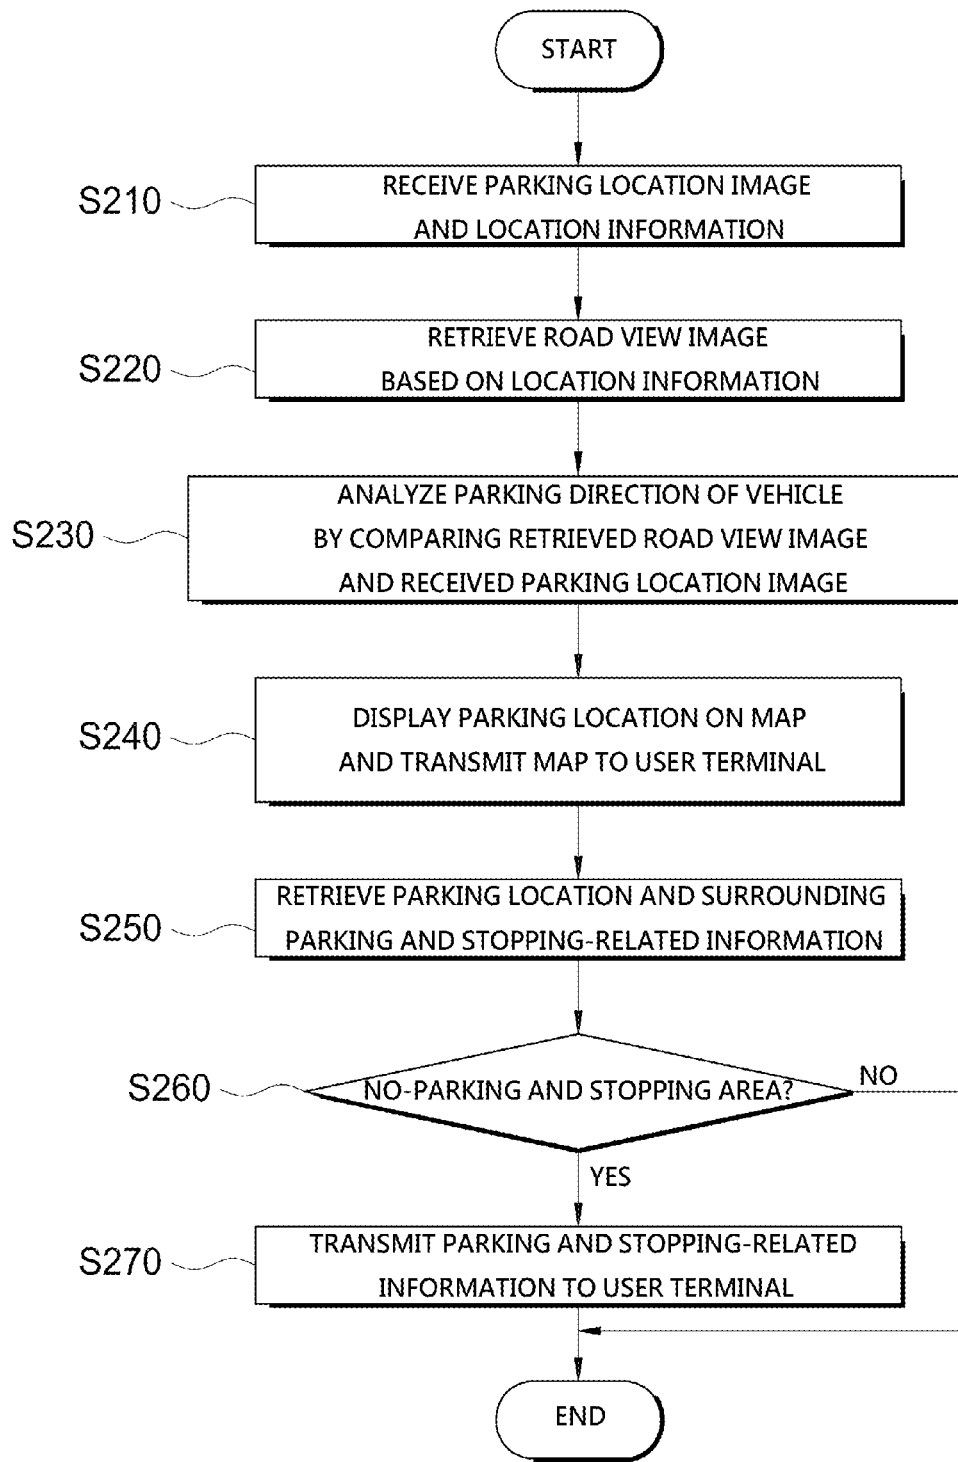 START
S210
RECEIVE PARKING LOCATION IMAGE
AND LOCATION INFORMATION
S220
RETRIEVE ROAD VIEW IMAGE
BASED ON LOCATION INFORMATION
S230
ANALYZE PARKING DIRECTION OF VEHICLE
BY COMPARING RETRIEVED ROAD VIEW IMAGE
AND RECEIVED PARKING LOCATION IMAGE
S240
DISPLAY PARKING LOCATION ON MAP
AND TRANSMIT MAP TO USER TERMINAL
S250
RETRIEVE PARKING LOCATION AND SURROUNDING
PARKING AND STOPPING-RELATED INFORMATION
S260
NO-PARKING AND STOPPING AREA?
NO
YES
S270
TRANSMIT PARKING AND STOPPING-RELATED
INFORMATION TO USER TERMINAL
END